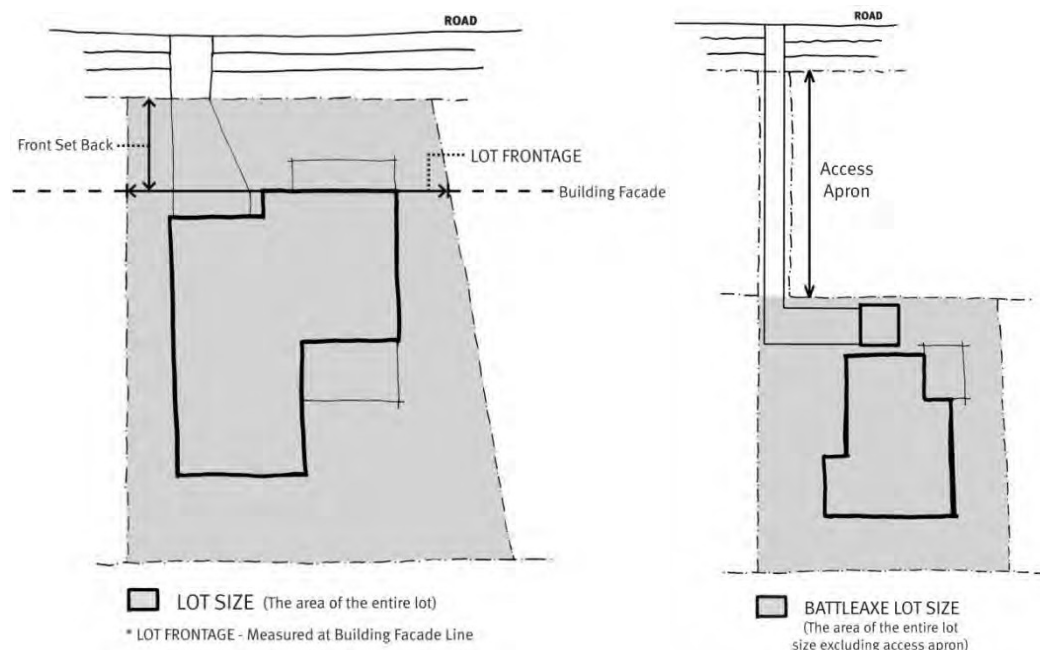 ROAD
Front Set Back
LOT FRONTAGE
Building Facade
LOT SIZE (The area of the entire lot)
* LOT FRONTAGE - Measured at Building Facade Line
ROAD
Access
Apron
BATTLEAXE LOT SIZE
(The area of the entire lot
size excluding access apron)